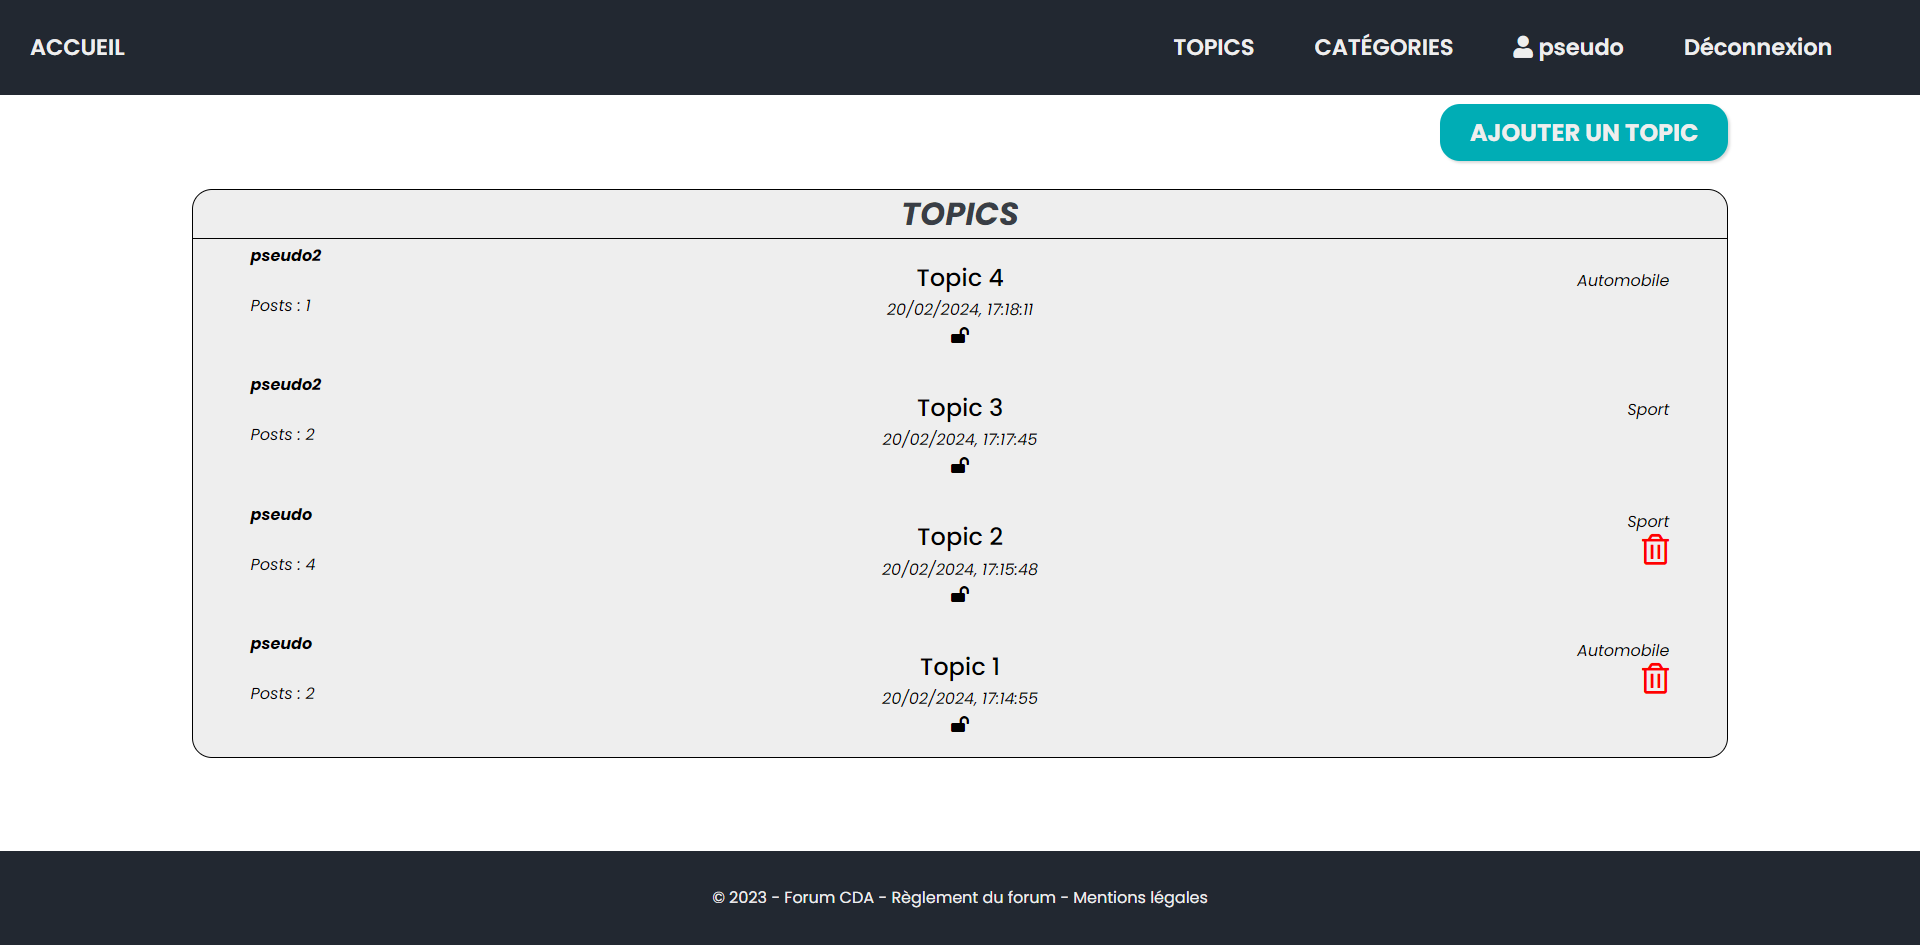 ACCUEIL
TOPICS
CATÉGORIES
pseudo
Déconnexion
AJOUTER UN TOPIC
TOPICS
pseudo2
Posts : 1
Topic 4
20/02/2024, 17:18:11
Automobile
pseudo2
Posts : 2
Topic 3
20/02/2024, 17:17:45
Sport
pseudo
Posts : 4
Topic 2
20/02/2024, 17:15:48
Sport
pseudo
Posts : 2
Topic 1
20/02/2024, 17:14:55
Automobile
© 2023 - Forum CDA - Règlement du forum - Mentions légales